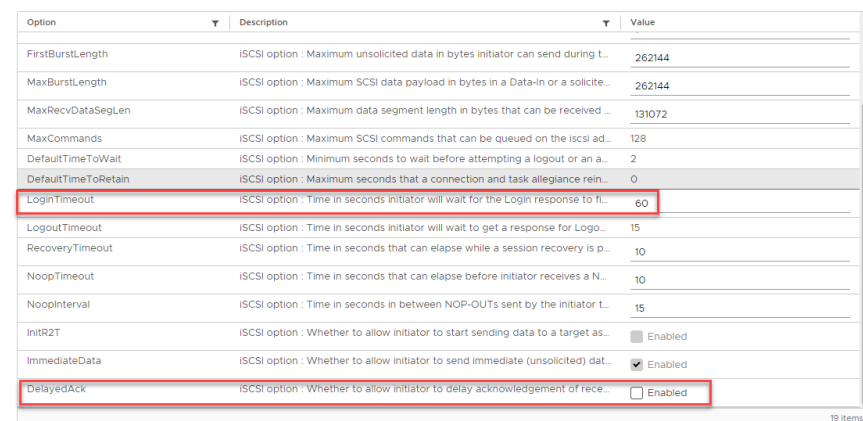 Option Description Value
FirstBurstLength iSCSI option : Maximum unsolicited data in bytes initiator can send during t... 262144
MaxBurstLength iSCSI option : Maximum SCSI data payload in bytes in a Data-In or a solicite... 262144
MaxRecvDataSegLen iSCSI option : Maximum data segment length in bytes that can be received ... 131072
MaxCommands iSCSI option : Maximum SCSI commands that can be queued on the iscsi ad... 128
DefaultTimeToWait iSCSI option : Minimum seconds to wait before attempting a logout or an a... 2
DefaultTimeToRetain iSCSI option : Maximum seconds that a connection and task allegiance rein... 0
LoginTimeout iSCSI option : Time in seconds initiator will wait for the Login response to fi... 60
LogoutTimeout iSCSI option : Time in seconds initiator will wait to get a response for Logo... 15
RecoveryTimeout iSCSI option : Time in seconds that can elapse while a session recovery is p... 10
NoopTimeout iSCSI option : Time in seconds that can elapse before initiator receives a N... 10
NoopInterval iSCSI option : Time in seconds in between NOP-OUTs sent by the initiator t... 15
InitR2T iSCSI option : Whether to allow initiator to start sending data to a target as... Enabled
ImmediateData iSCSI option : Whether to allow initiator to send immediate (unsolicited) dat... Enabled
DelayedAck iSCSI option : Whether to allow initiator to delay acknowledgement of rece... Enabled
19 items